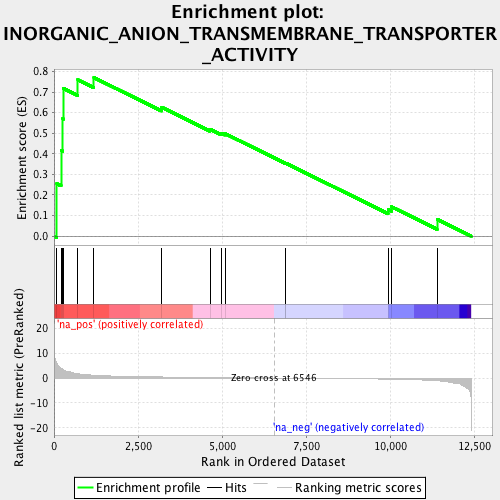 Enrichment plot:
INORGANIC_ANION_TRANSMEMBRANE_TRANSPORTER
_ACTIVITY
Enrichment score (ES)
0.8
0.7
0.6
0.5
0.4
0.3
0.2
0.1
0.0
'na_pos' (positively correlated)
Ranked list metric (PreRanked)
20
10
0
-10
-20
Zero cross at 6546
'na_neg' (negatively correlated)
0
2,500
5,000
7,500
10,000
12,500
Rank in Ordered Dataset
Enrichment profile
Hits
Ranking metric scores